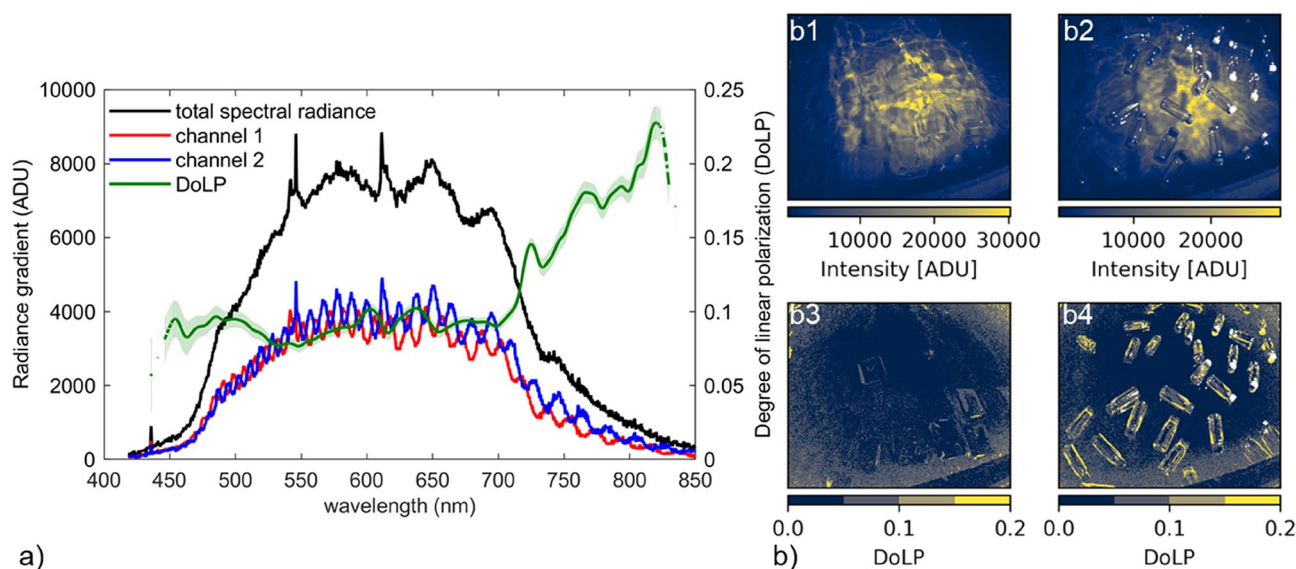 10000
8000
6000
4000
2000
0
Radiance gradient (ADU)
total spectral radiance
channel 1
channel 2
DoLP
0.25
0.2
0.15
0.1
0.05
0
Degree of linear polarization (DoLP)
400 450 500 550 600 650 700 750 800 850
wavelength (nm)
a)
b1
10000 20000 30000
Intensity [ADU]
b2
10000 20000
Intensity [ADU]
b3
0.0 0.1 0.2
DoLP
b4
0.0 0.1 0.2
DoLP
b)